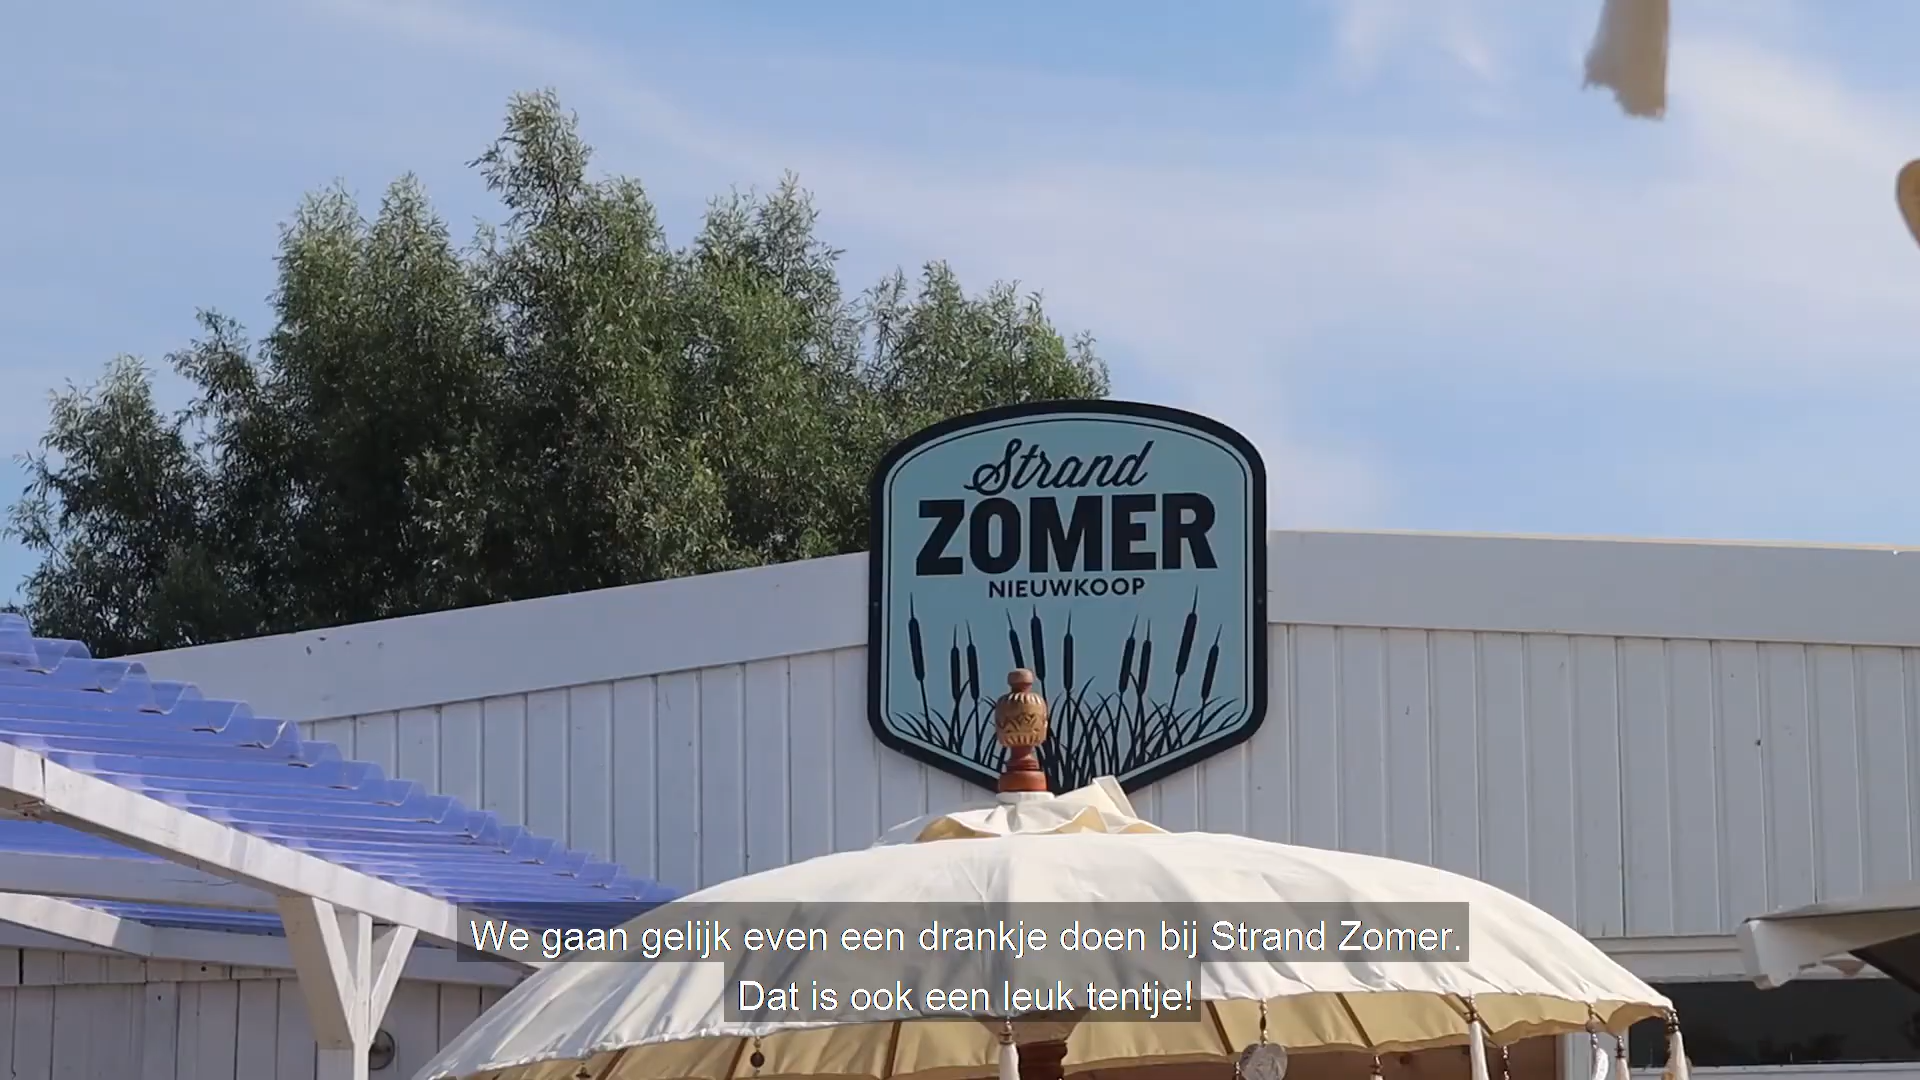 Strand
ZOMER
NIEUWKOOP
We gaan gelijk even een drankje doen bij Strand Zomer.
Dat is ook een leuk tentje!